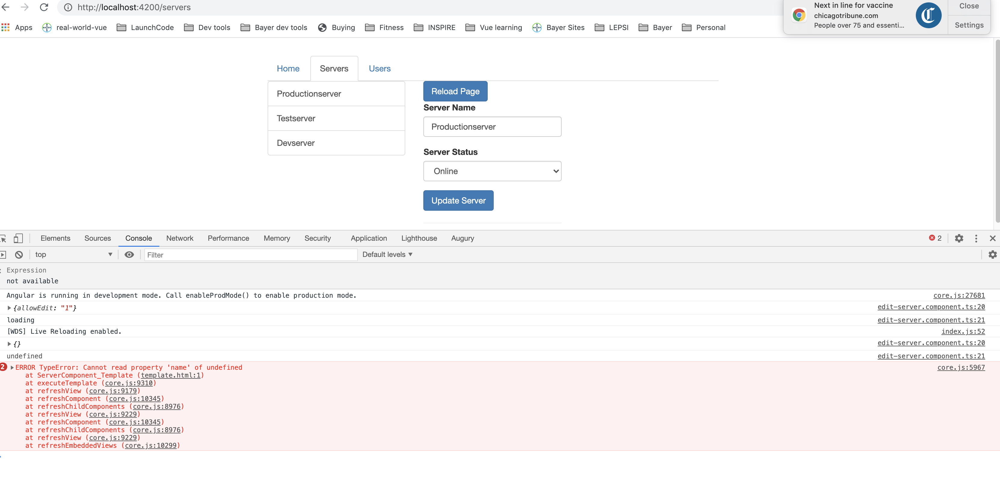 http://localhost:4200/servers
Next in line for vaccine
chicagotribune.com
People over 75 and essenti...
Close
Settings
Apps real-world-vue LaunchCode Dev tools Bayer dev tools Buying Fitness INSPIRE Vue learning Bayer Sites LEPSI Bayer Personal
Home Servers Users
Productionserver
Testserver
Devserver
Reload Page
Server Name
Productionserver
Server Status
Online
Update Server
Elements Sources Console Network Performance Memory Security Application Lighthouse Augury 2
top Filter Default levels
Expression
not available
Angular is running in development mode. Call enableProdMode() to enable production mode. core.js:27681
{allowEdit: "1"} edit-server.component.ts:20
loading edit-server.component.ts:21
[WDS] Live Reloading enabled. index.js:52
{} edit-server.component.ts:20
undefined edit-server.component.ts:21
2 ERROR TypeError: Cannot read property 'name' of undefined core.js:5967
at ServerComponent_Template (template.html:1)
at executeTemplate (core.js:9310)
at refreshView (core.js:9179)
at refreshComponent (core.js:10345)
at refreshChildComponents (core.js:8976)
at refreshView (core.js:9229)
at refreshComponent (core.js:10345)
at refreshChildComponents (core.js:8976)
at refreshView (core.js:9229)
at refreshEmbeddedViews (core.js:10299)